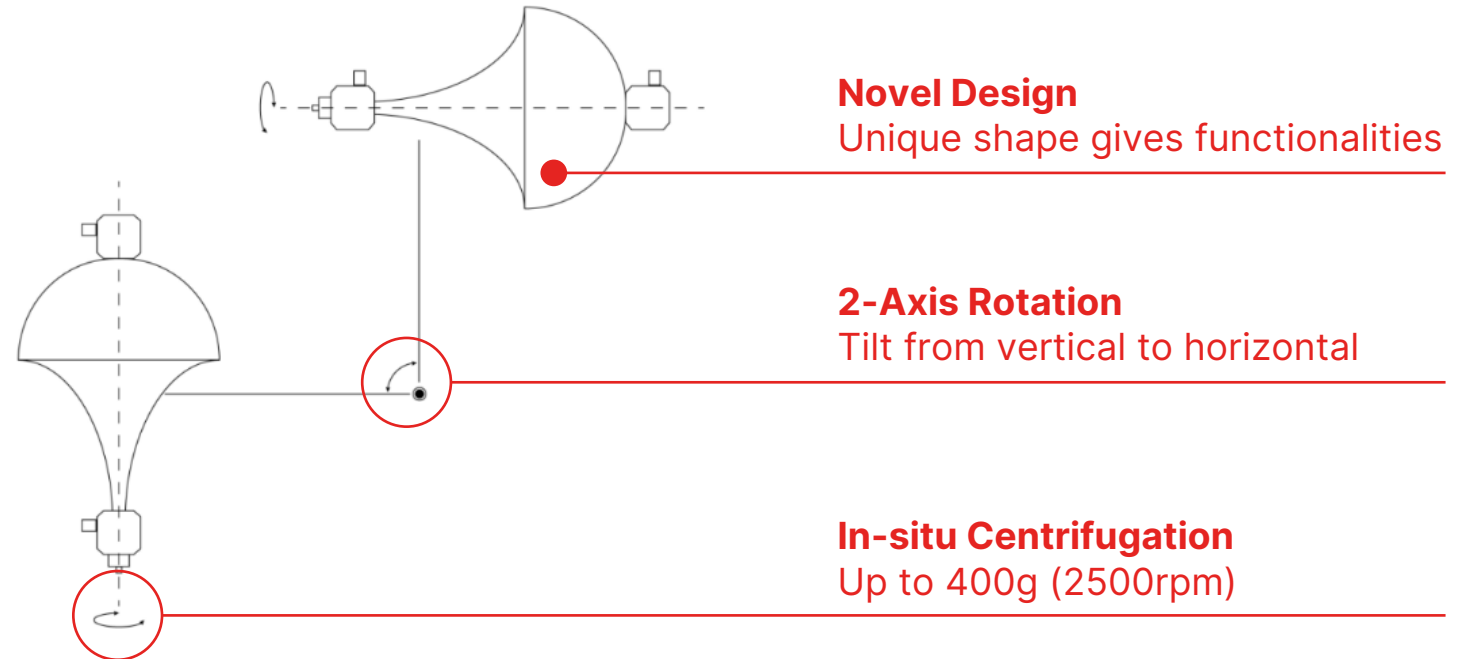 Novel Design
Unique shape gives functionalities
2-Axis Rotation
Tilt from vertical to horizontal
In-situ Centrifugation
Up to 400g (2500rpm)